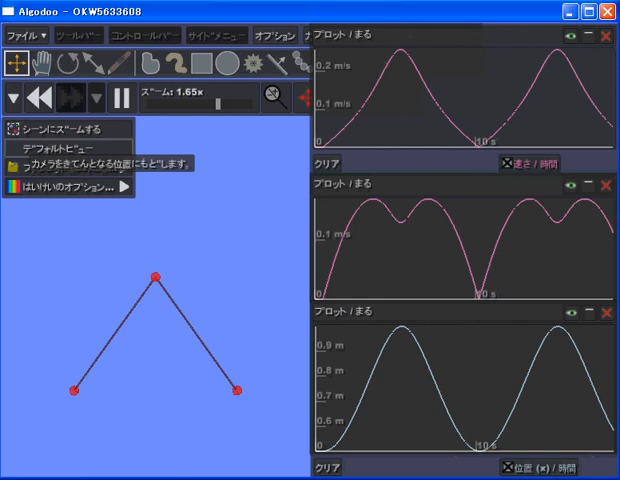 Algodoo - OKW5633608
ファイル ツールバー コントロールバー サイドメニュー オプション
ズーム: 1.65x
シーンにズームする
デフォルトビュー
カメラをきてんとなる位置にもどします。
はいけいのオプション...
プロット / まる
0.2 m/s
0.1 m/s
0
10 s
クリア
速さ / 時間
プロット / まる
0.1 m/s
0
10 s
プロット / まる
0.9 m
0.8 m
0.7 m
0.6 m
0
10 s
クリア
位置 (x) / 時間